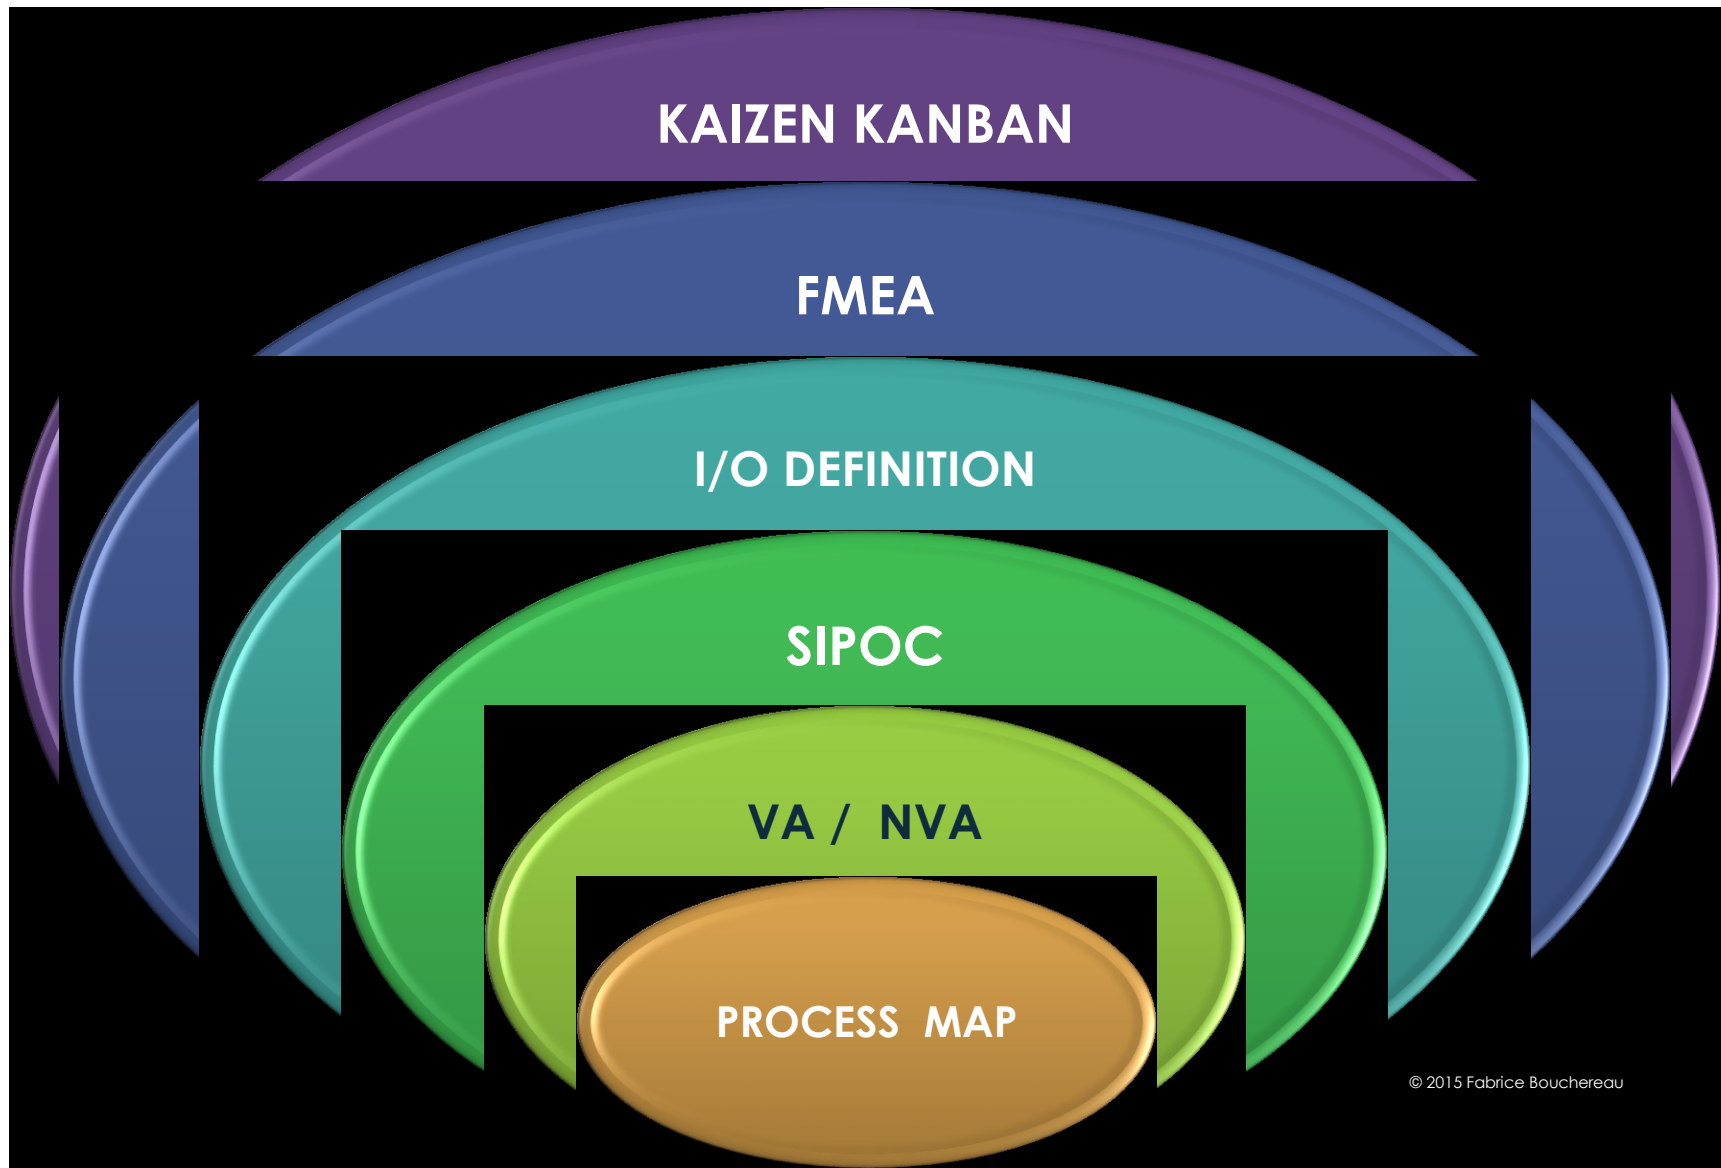 KAIZEN KANBAN
FMEA
I/O DEFINITION
SIPOC
VA /  NVA
PROCESS  MAP
© 2015 Fabrice Bouchereau